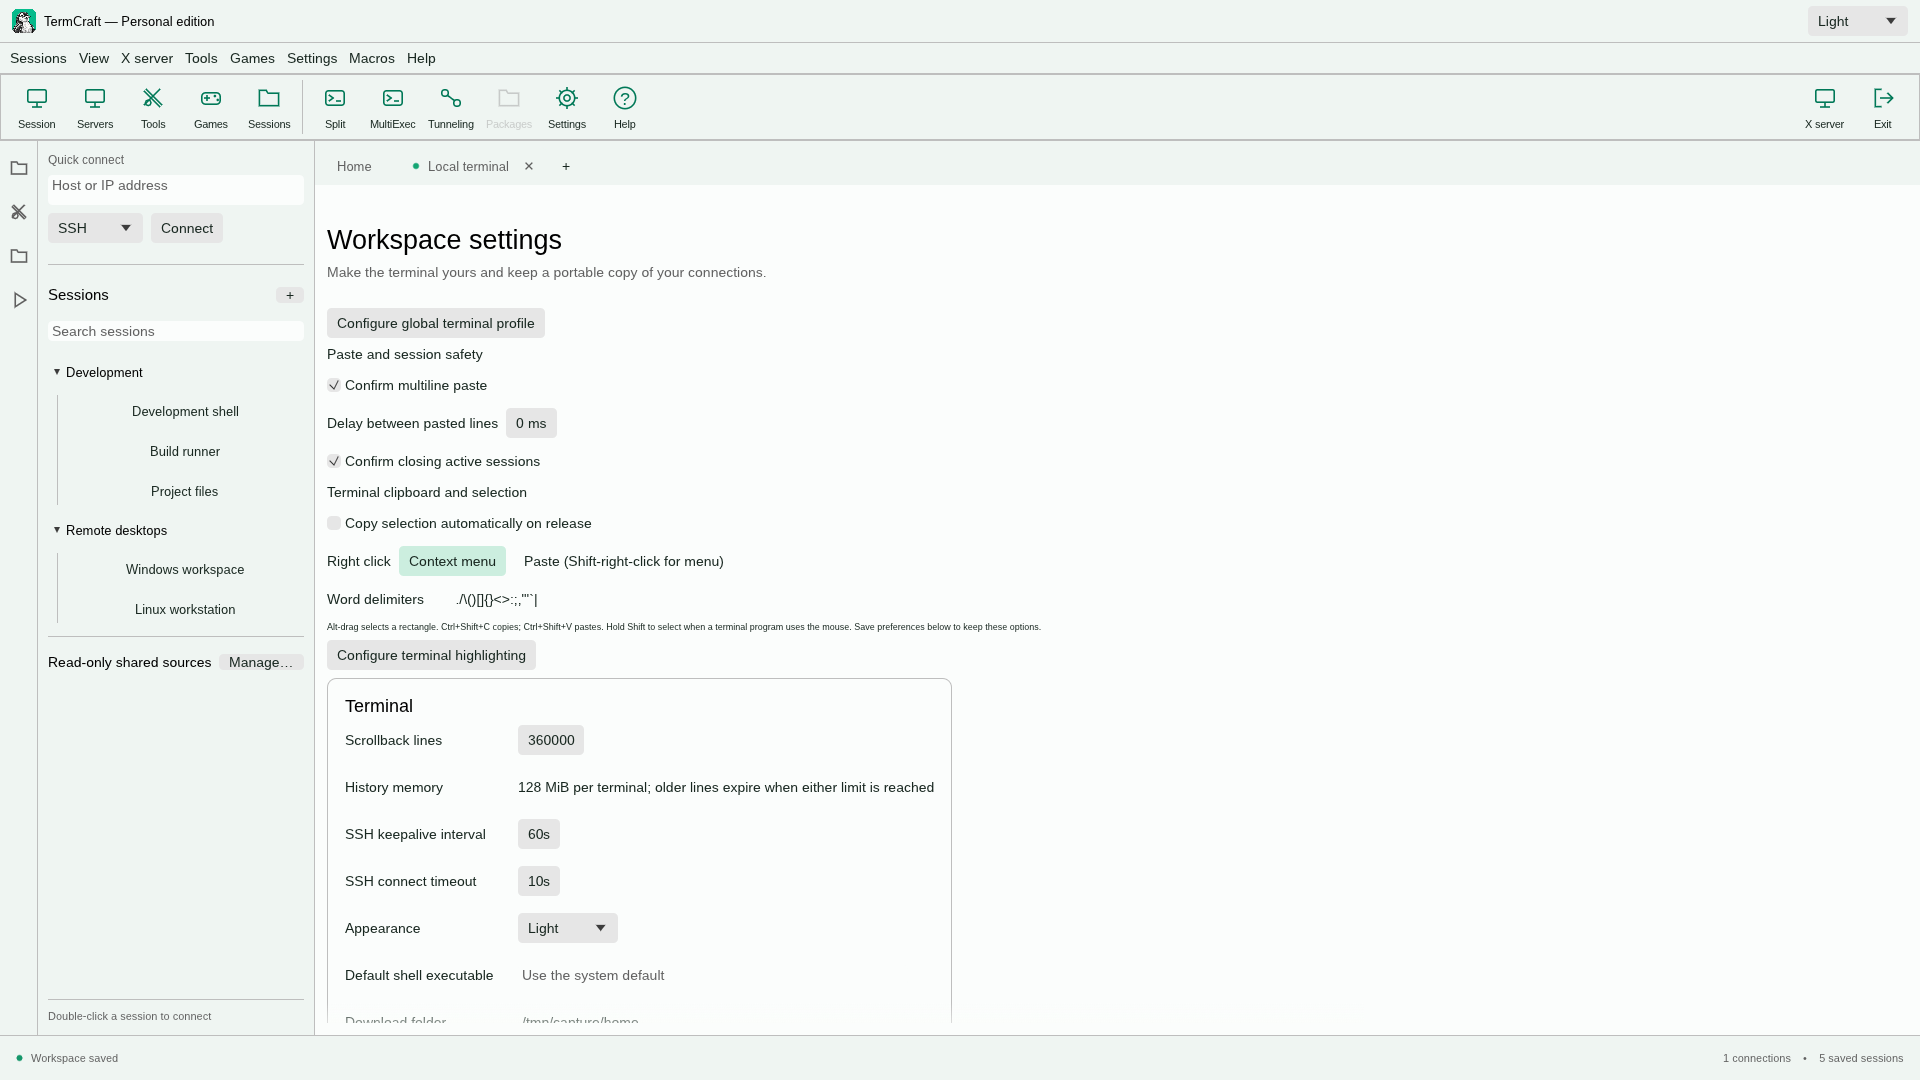 TermCraft — Personal edition
Light
Sessions View X server Tools Games Settings Macros Help
Session Servers Tools Games Sessions Split MultiExec Tunneling Packages Settings Help X server Exit
Quick connect
Host or IP address
SSH Connect
Sessions +
Search sessions
Development
Development shell
Build runner
Project files
Remote desktops
Windows workspace
Linux workstation
Read-only shared sources Manage…
Double-click a session to connect
Home Local terminal ✕ +
Workspace settings
Make the terminal yours and keep a portable copy of your connections.
Configure global terminal profile
Paste and session safety
Confirm multiline paste
Delay between pasted lines 0 ms
Confirm closing active sessions
Terminal clipboard and selection
Copy selection automatically on release
Right click Context menu Paste (Shift-right-click for menu)
Word delimiters ./\()[]{}<>:;,"'`|
Alt-drag selects a rectangle. Ctrl+Shift+C copies; Ctrl+Shift+V pastes. Hold Shift to select when a terminal program uses the mouse. Save preferences below to keep these options.
Configure terminal highlighting
Terminal
Scrollback lines 360000
History memory 128 MiB per terminal; older lines expire when either limit is reached
SSH keepalive interval 60s
SSH connect timeout 10s
Appearance Light
Default shell executable Use the system default
Download folder /tmp/capture/home
Workspace saved
1 connections • 5 saved sessions